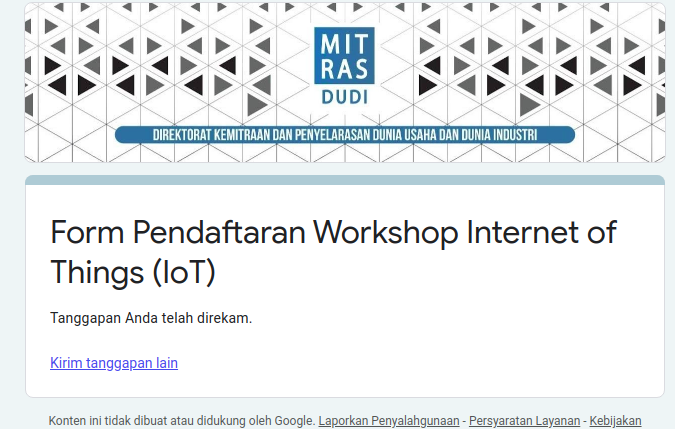 MIT
RAS
DUDI
DIREKTORAT KEMITRAAN DAN PENYELARASAN DUNIA USAHA DAN DUNIA INDUSTRI
Form Pendaftaran Workshop Internet of
Things (IoT)
Tanggapan Anda telah direkam.
Kirim tanggapan lain
Konten ini tidak dibuat atau didukung oleh Google. Laporkan Penyalahgunaan - Persyaratan Layanan - Kebijakan